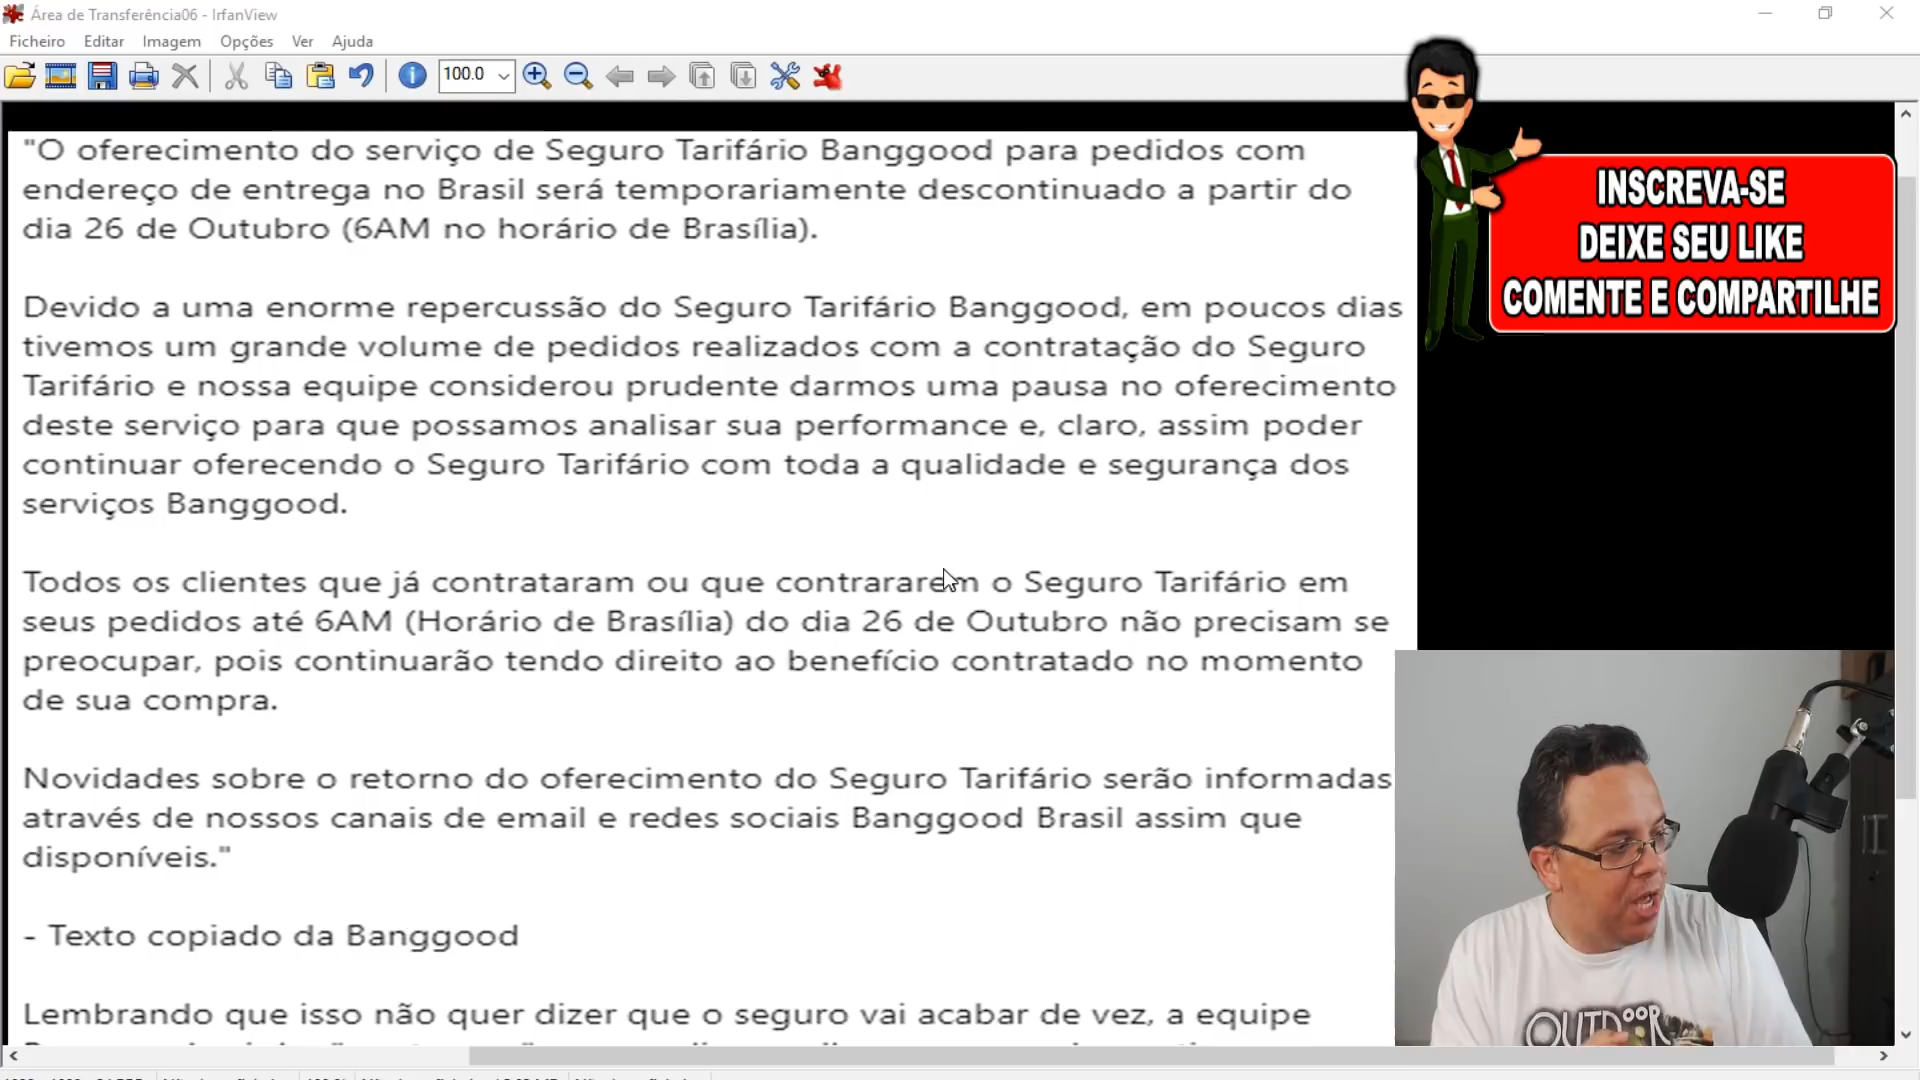 Área de Transferência06 - IrfanView
Ficheiro Editar Imagem Opções Ver Ajuda
100.0
"O oferecimento do serviço de Seguro Tarifário Banggood para pedidos com
endereço de entrega no Brasil será temporariamente descontinuado a partir do
dia 26 de Outubro (6AM no horário de Brasília).
Devido a uma enorme repercussão do Seguro Tarifário Banggood, em poucos dias
tivemos um grande volume de pedidos realizados com a contratação do Seguro
Tarifário e nossa equipe considerou prudente darmos uma pausa no oferecimento
deste serviço para que possamos analisar sua performance e, claro, assim poder
continuar oferecendo o Seguro Tarifário com toda a qualidade e segurança dos
serviços Banggood.
Todos os clientes que já contrataram ou que contrararem o Seguro Tarifário em
seus pedidos até 6AM (Horário de Brasília) do dia 26 de Outubro não precisam se
preocupar, pois continuarão tendo direito ao benefício contratado no momento
de sua compra.
Novidades sobre o retorno do oferecimento do Seguro Tarifário serão informadas
através de nossos canais de email e redes sociais Banggood Brasil assim que
disponíveis."
- Texto copiado da Banggood
Lembrando que isso não quer dizer que o seguro vai acabar de vez, a equipe
INSCREVA-SE
DEIXE SEU LIKE
COMENTE E COMPARTILHE
OUTDOOR